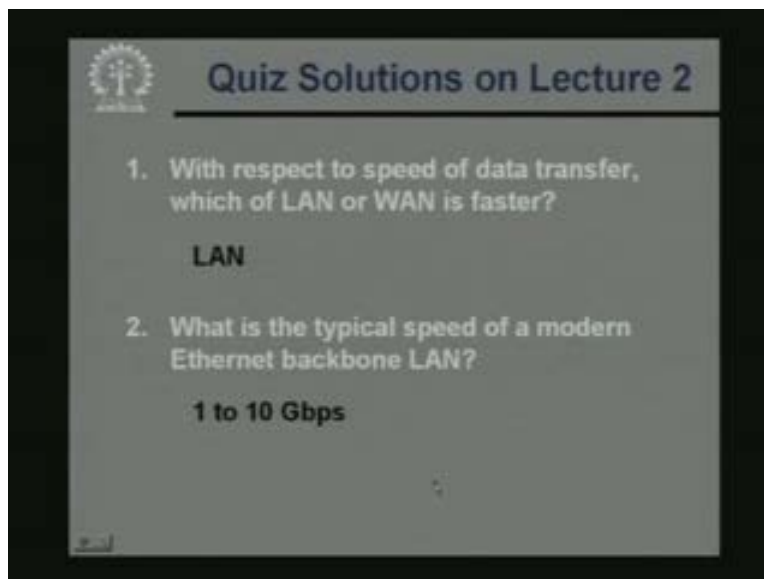 Quiz Solutions on Lecture 2
1. With respect to speed of data transfer,
which of LAN or WAN is faster?
LAN
2. What is the typical speed of a modern
Ethernet backbone LAN?
1 to 10 Gbps